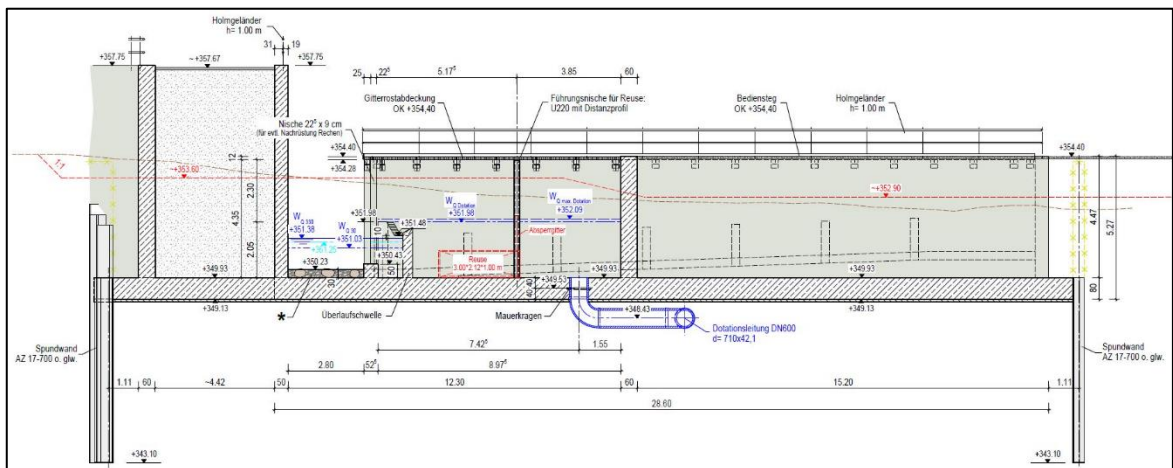 Holmgeländer
h= 1.00 m
31
19
+357.75
~+357.67
+357.75
25
22⁵
5.17⁵
3.85
60
Gitterrostabdeckung
OK +354,40
Führungsnische für Reuse:
U220 mit Distanzprofil
Bediensteg
OK +354,40
Holmgeländer
h= 1.00 m
Nische 22⁵ x 9 cm
(für evtl. Nachrüstung Rechen)
+354.40
+354.28
+354.40
1:1
~+353.60
~+352.90
12
2.30
4.35
2.05
W Q Dotation
+351.98
W Q max. Dotation
+352.09
+351.98
+351.48
W Q 330
+351.38
W Q 30
+351.03
+350.43
+350.23
10
50
30
Absperrgitter
Reuse
3.00*2.12*1.00 m
4.47
5.27
80
+349.93
+349.53
+349.93
+349.93
+349.13
+349.13
40
40
*
Überlaufschwelle
Mauerkragen
+348.43
Dotationsleitung DN600
d= 710x42,1
Spundwand
AZ 17-700 o. glw.
Spundwand
AZ 17-700 o. glw.
7.42⁵
1.55
2.80
52⁵
8.97⁵
1.11
60
~4.42
50
12.30
60
15.20
1.11
28.60
+343.10
+343.10